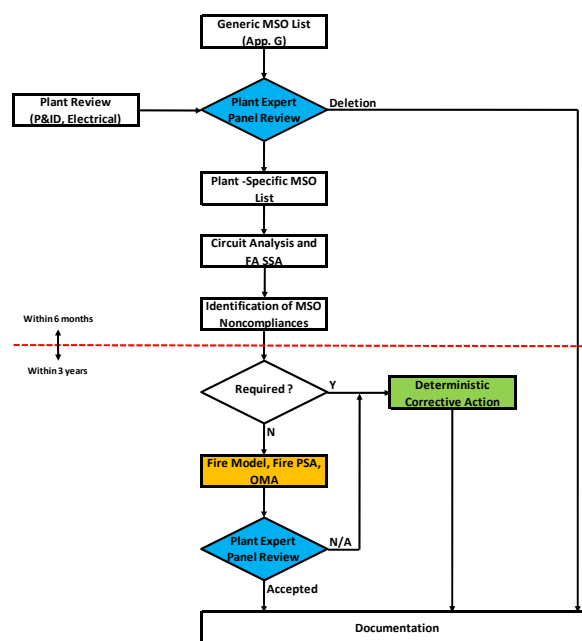 Generic MSO List
(App. G)
Plant Review
(P&ID, Electrical)
Plant Expert
Panel Review
Deletion
Plant -Specific MSO
List
Circuit Analysis and
FA SSA
Identification of MSO
Noncompliances
Within 6 months
Within 3 years
Required ?
Y
Deterministic
Corrective Action
N
Fire Model, Fire PSA,
OMA
Plant Expert
Panel Review
N/A
Accepted
Documentation